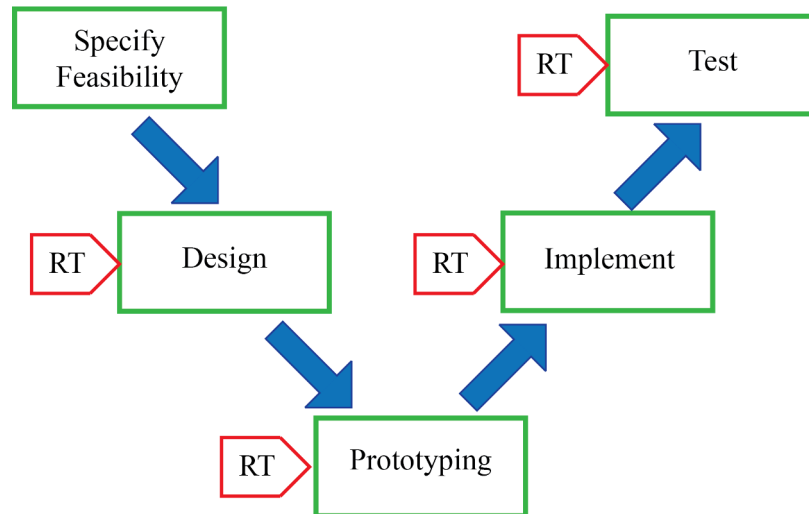 Specify
Feasibility
RT
Test
RT
Design
RT
Implement
RT
Prototyping